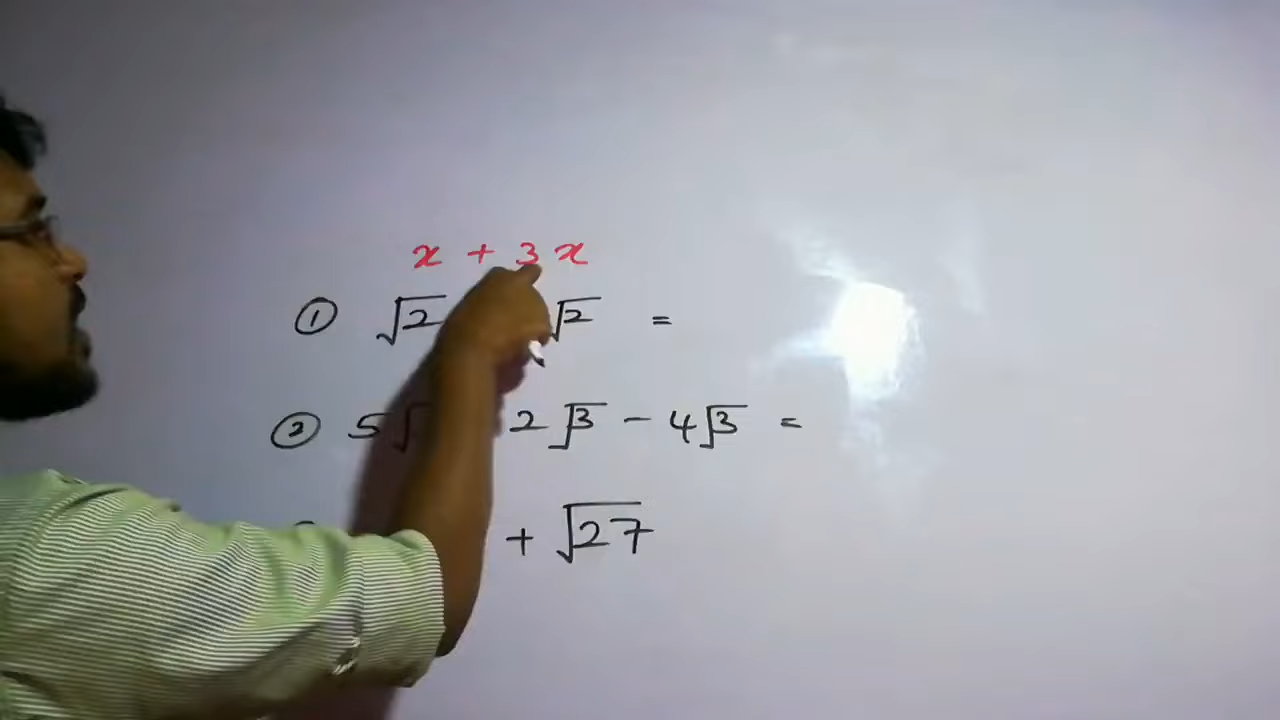 x + 3x
① √2 √2 =
② 5√ 2√3 - 4√3 =
+ √27